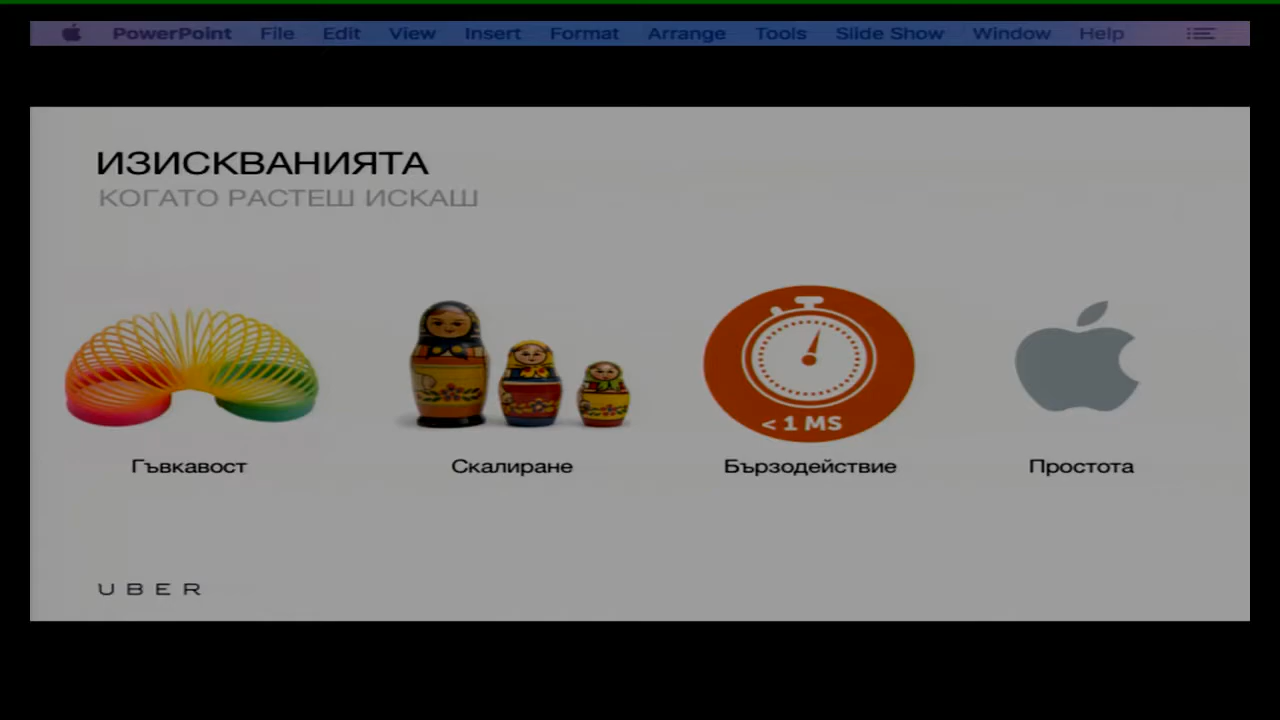 PowerPoint File Edit View Insert Format Arrange Tools Slide Show Window Help
ИЗИСКВАНИЯТА
КОГАТО РАСТЕШ ИСКАШ
< 1 MS
Гъвкавост Скалиране Бързодействие Простота
UBER